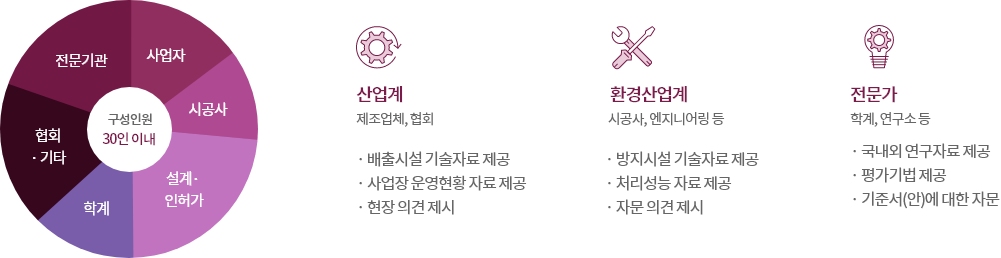 전문기관
사업자
시공사
설계·
인허가
학계
협회
· 기타
구성인원
30인 이내
산업계
제조업체, 협회
· 배출시설 기술자료 제공
· 사업장 운영현황 자료 제공
· 현장 의견 제시
환경산업계
시공사, 엔지니어링 등
· 방지시설 기술자료 제공
· 처리성능 자료 제공
· 자문 의견 제시
전문가
학계, 연구소 등
· 국내외 연구자료 제공
· 평가기법 제공
· 기준서(안)에 대한 자문